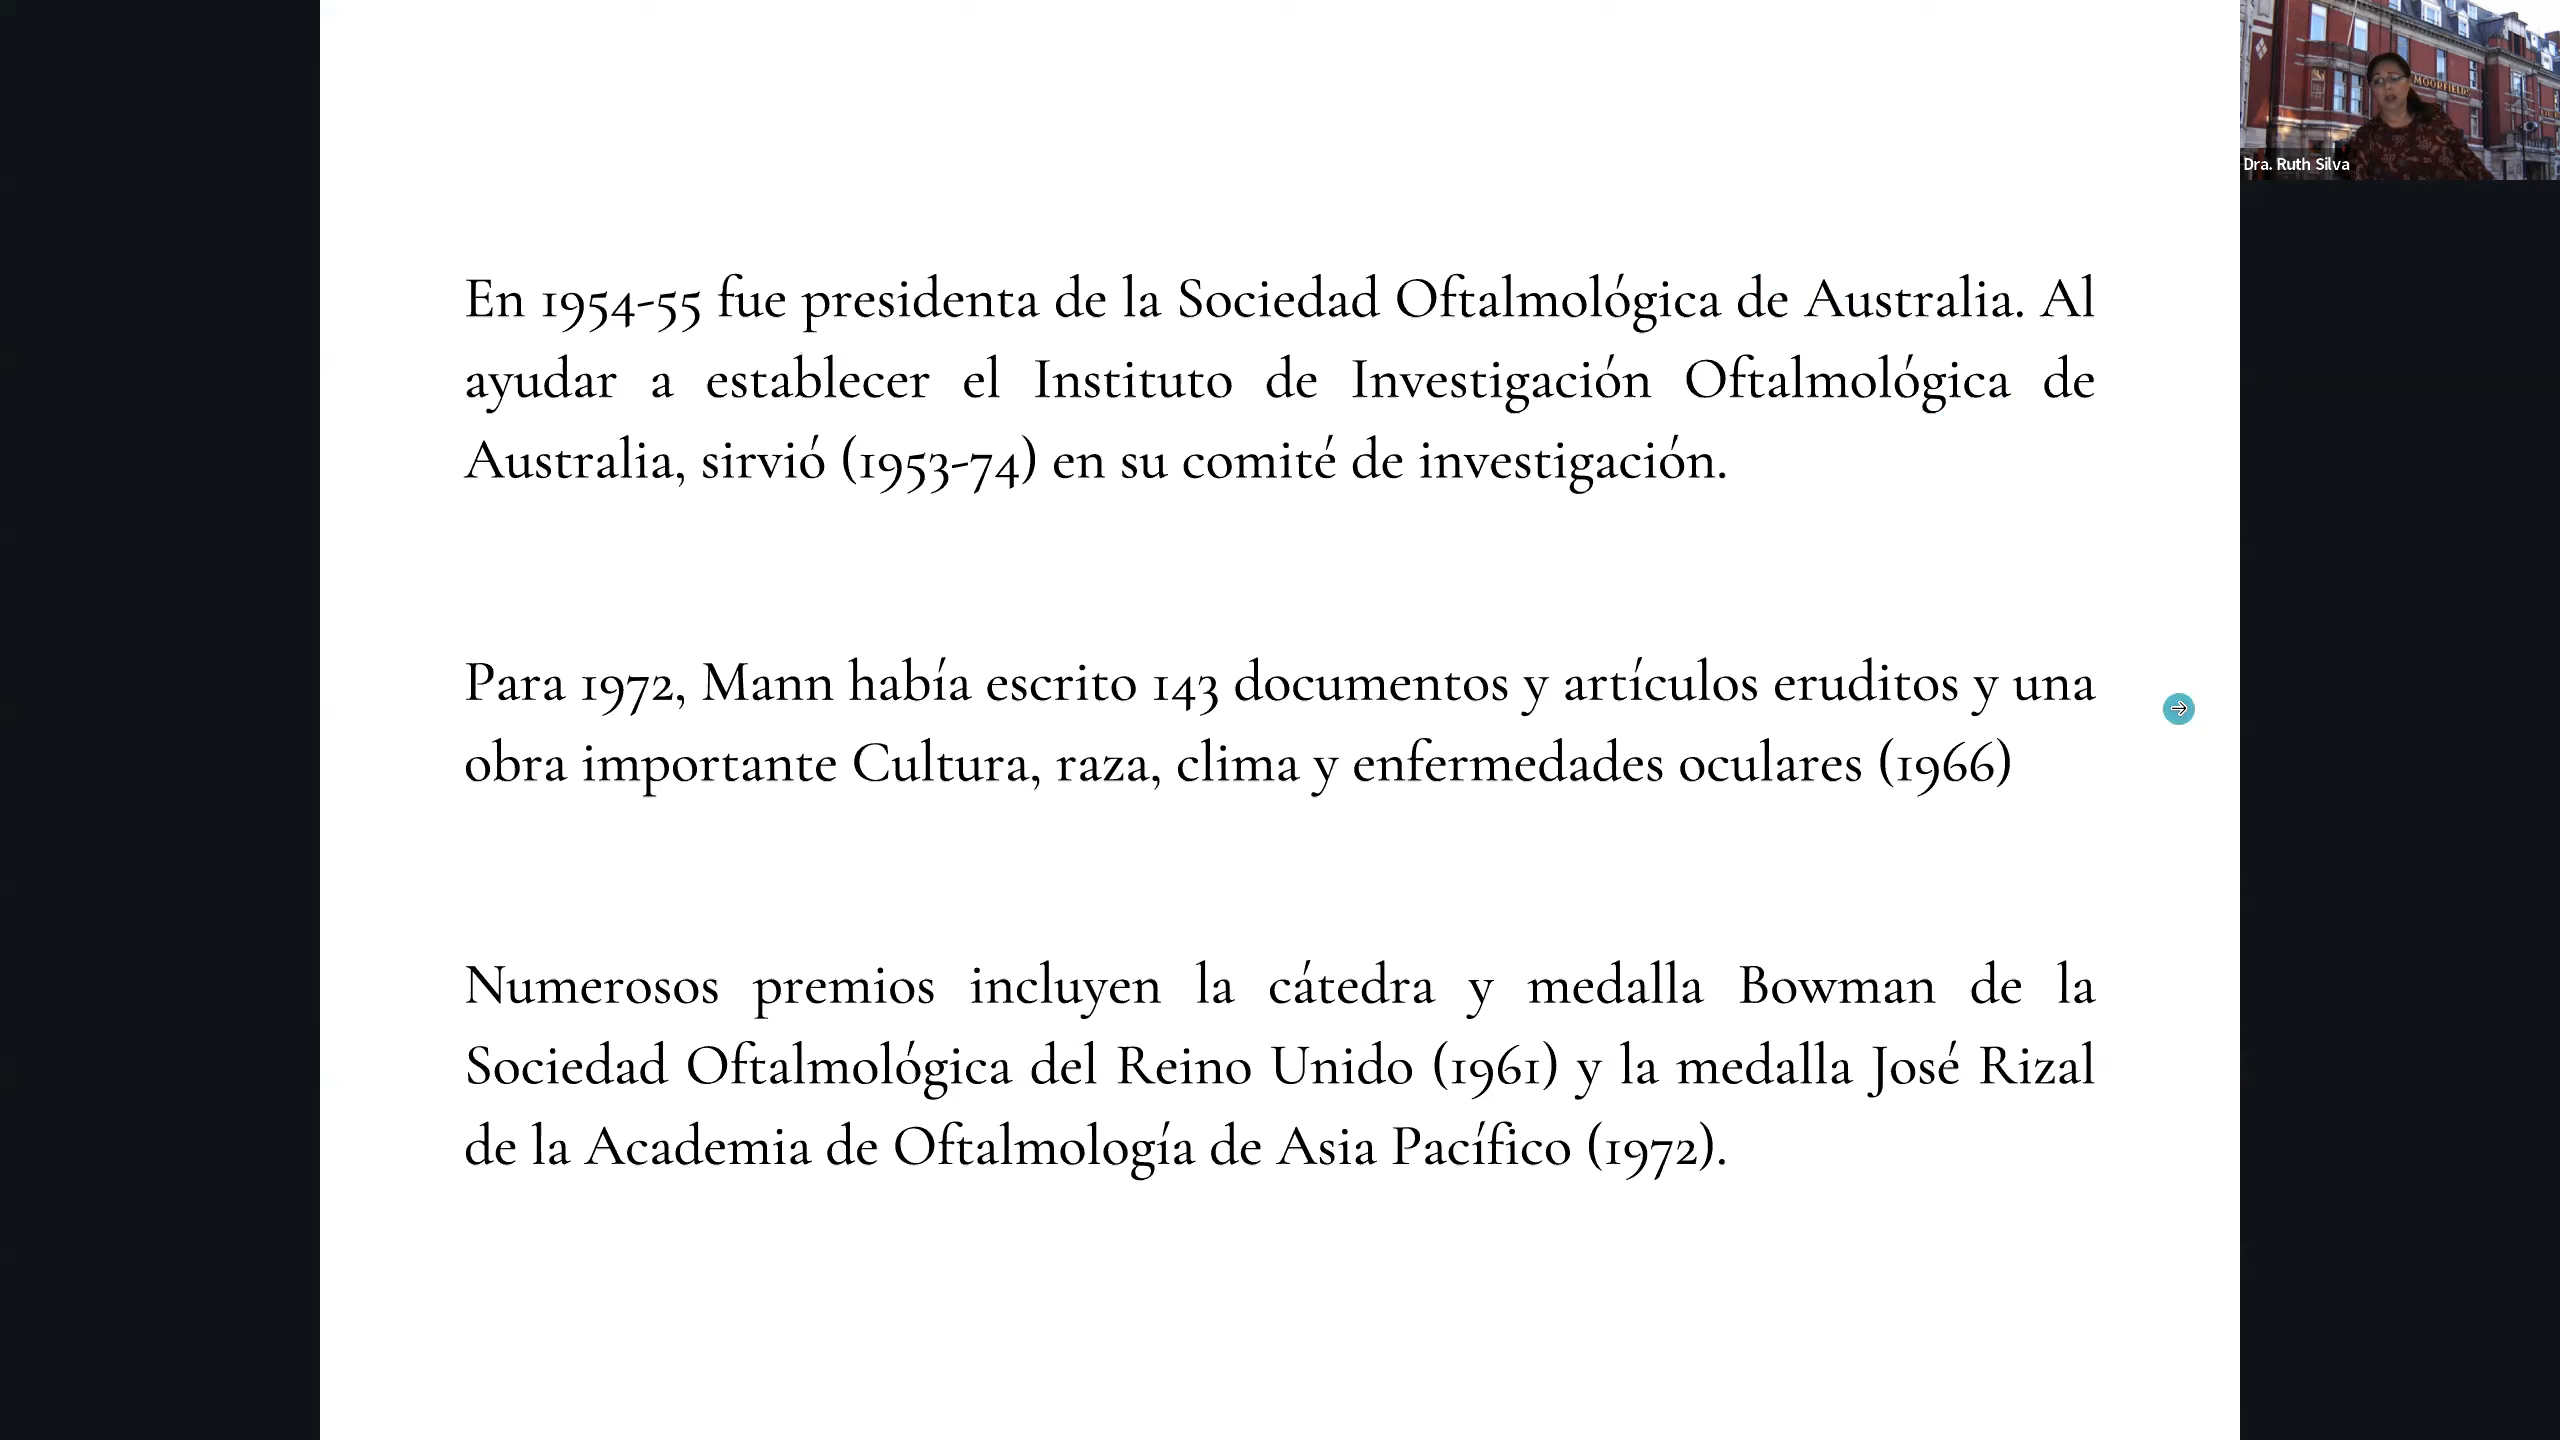 En 1954-55 fue presidenta de la Sociedad Oftalmológica de Australia. Al
ayudar a establecer el Instituto de Investigación Oftalmológica de
Australia, sirvió (1953-74) en su comité de investigación.
Para 1972, Mann había escrito 143 documentos y artículos eruditos y una
obra importante Cultura, raza, clima y enfermedades oculares (1966)
Numerosos premios incluyen la cátedra y medalla Bowman de la
Sociedad Oftalmológica del Reino Unido (1961) y la medalla José Rizal
de la Academia de Oftalmología de Asia Pacífico (1972).
MOORFIELDS
Dra. Ruth Silva